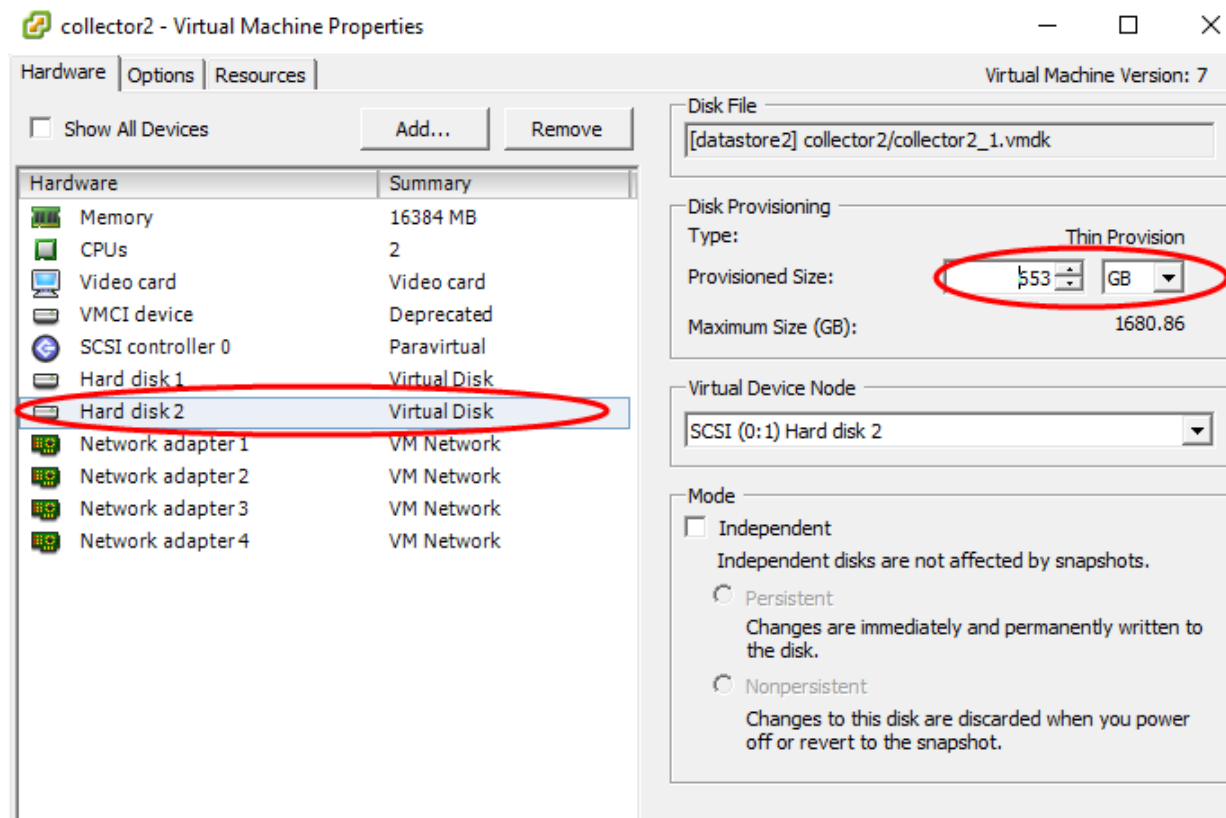 collector2 - Virtual Machine Properties
Hardware Options Resources
Virtual Machine Version: 7
Show All Devices
Add...
Remove
Hardware Summary
Memory 16384 MB
CPUs 2
Video card Video card
VMCI device Deprecated
SCSI controller 0 Paravirtual
Hard disk 1 Virtual Disk
Hard disk 2 Virtual Disk
Network adapter 1 VM Network
Network adapter 2 VM Network
Network adapter 3 VM Network
Network adapter 4 VM Network
Disk File
[datastore2] collector2/collector2_1.vmdk
Disk Provisioning
Type: Thin Provision
Provisioned Size: 553 GB
Maximum Size (GB): 1680.86
Virtual Device Node
SCSI (0:1) Hard disk 2
Mode
Independent
Independent disks are not affected by snapshots.
Persistent
Changes are immediately and permanently written to
the disk.
Nonpersistent
Changes to this disk are discarded when you power
off or revert to the snapshot.